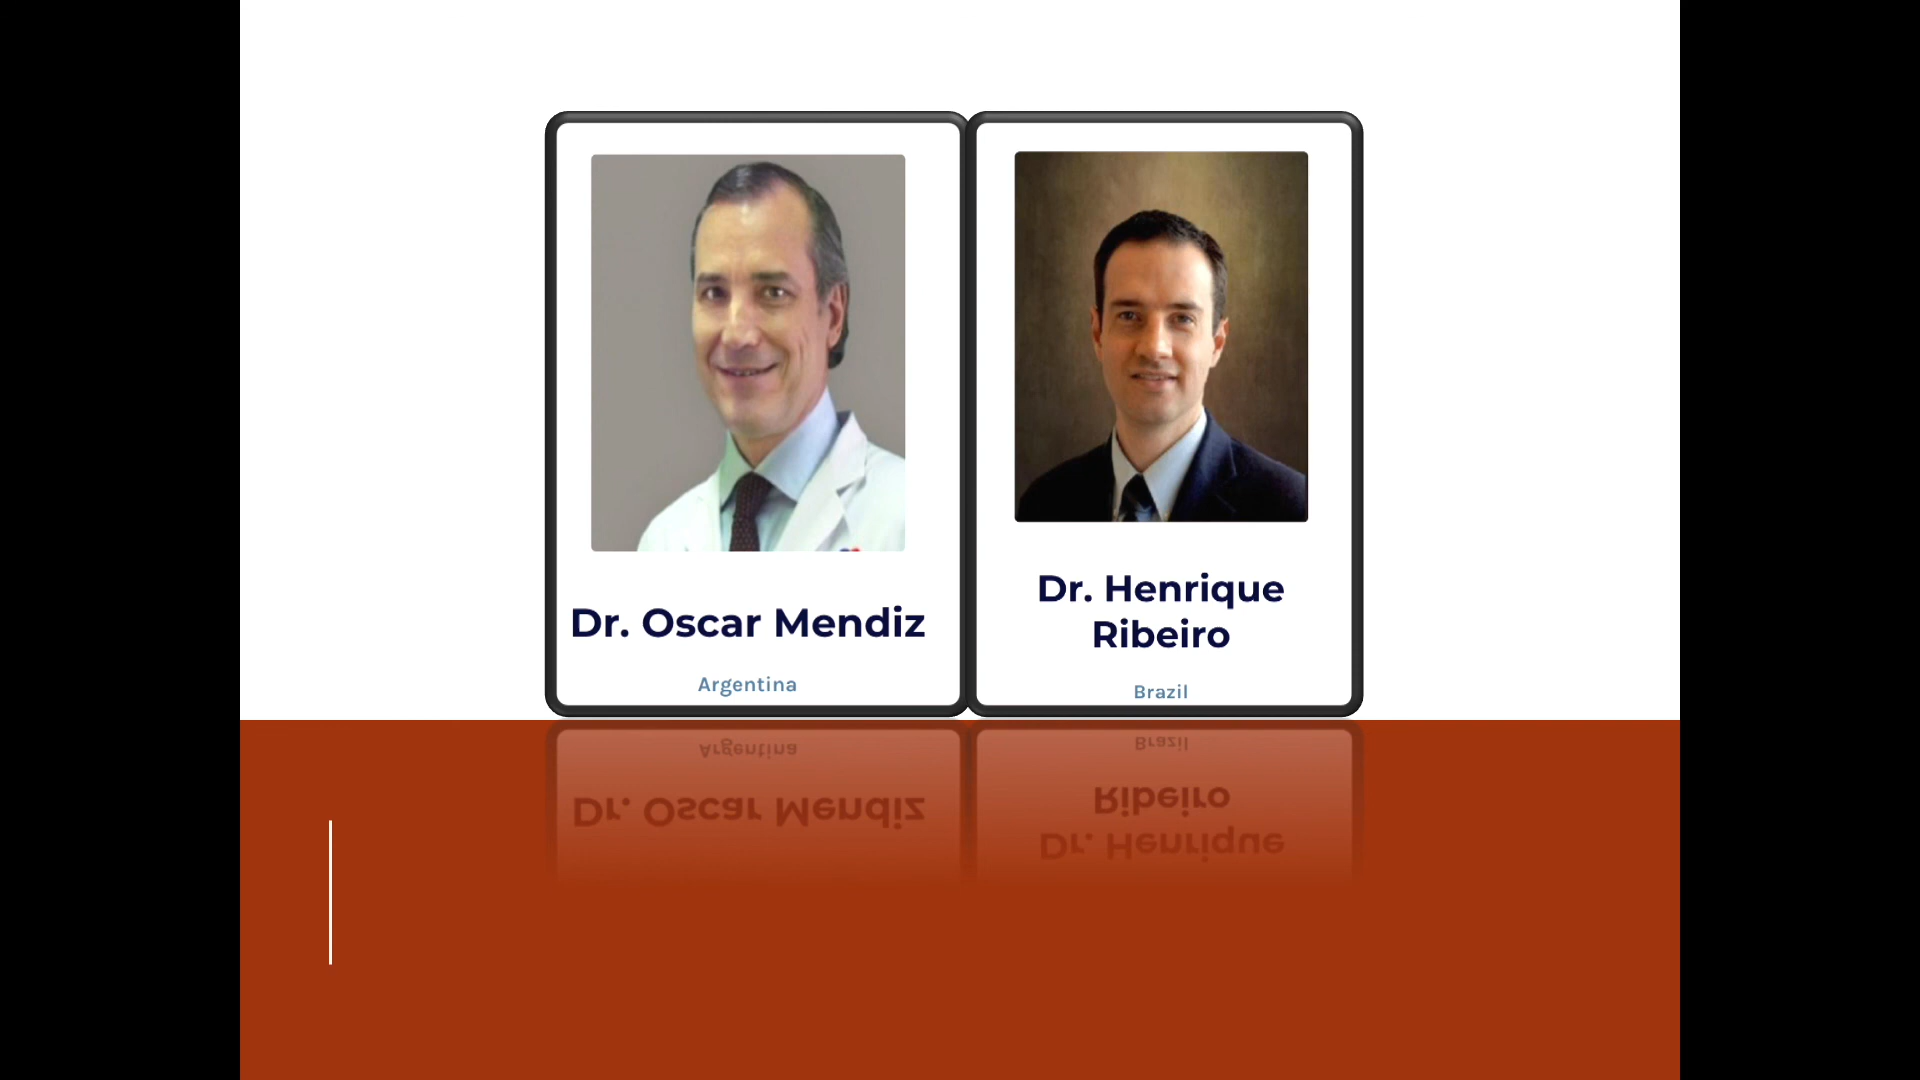 Dr. Oscar Mendiz
Argentina
Dr. Henrique
Ribeiro
Brazil